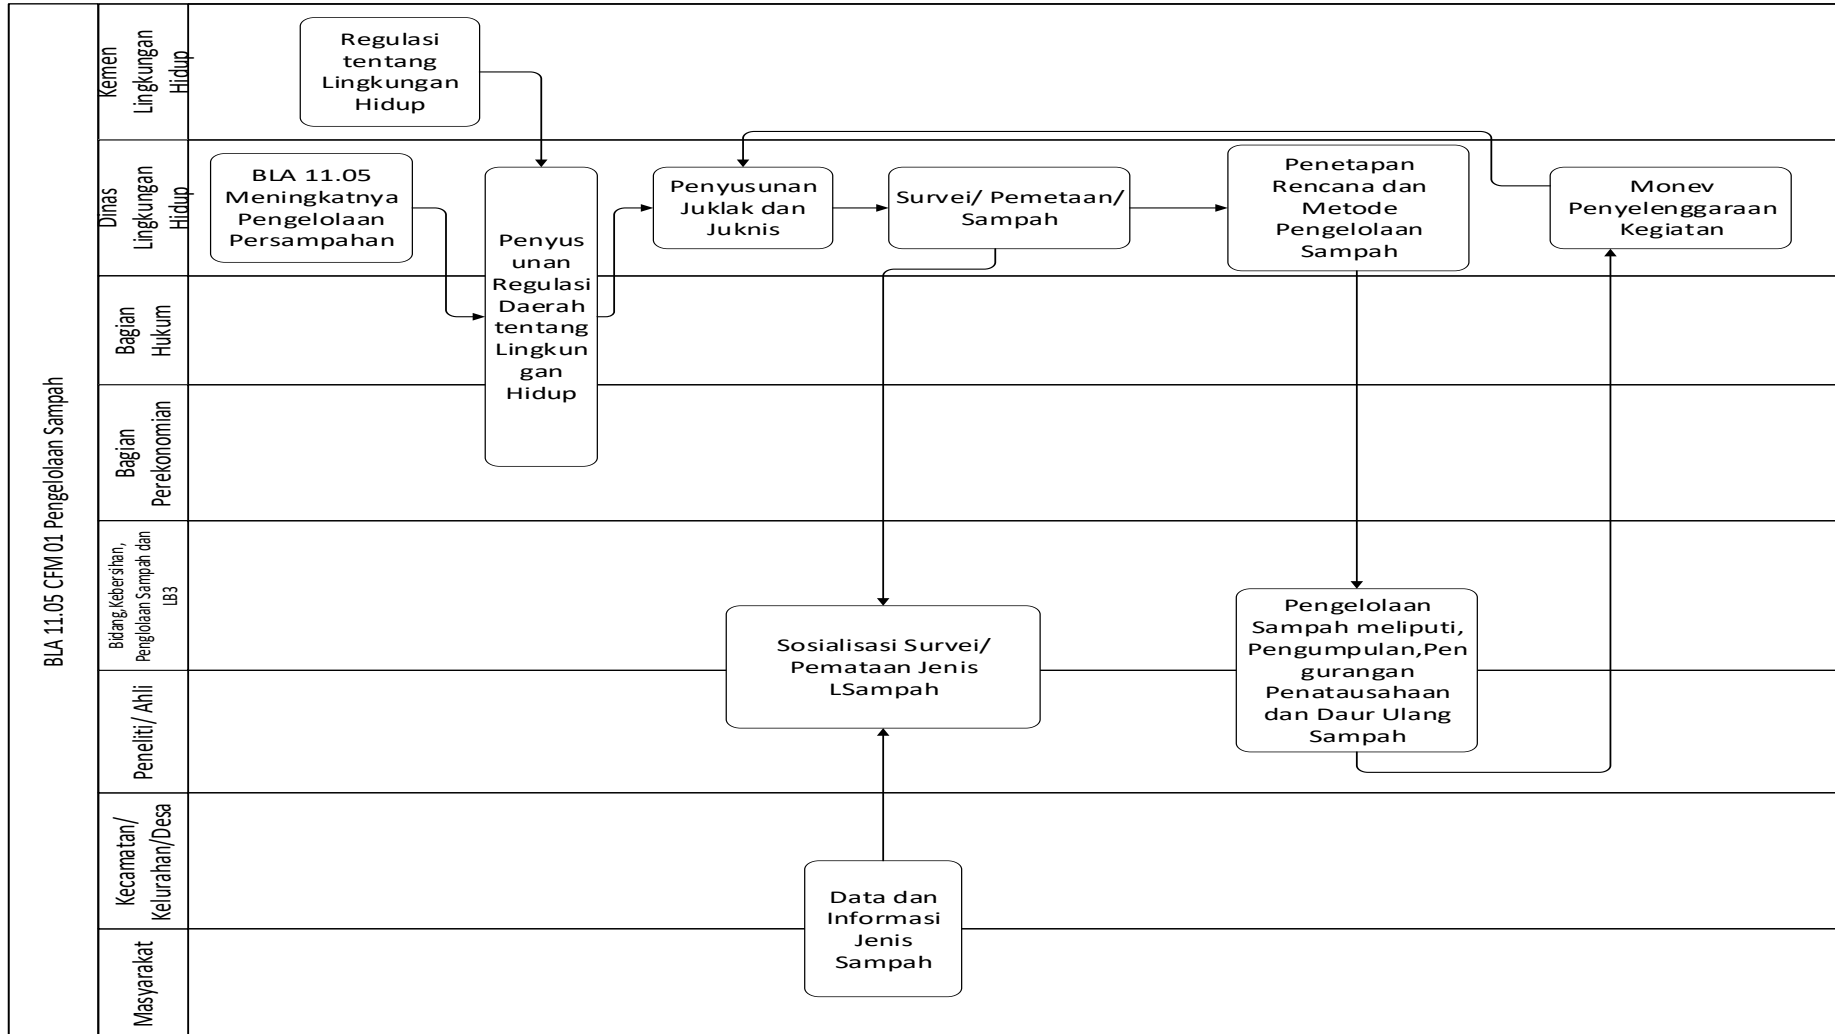 BLA 11.05 CFM 01 Pengelolaan Sampah
Kemen
Lingkungan
Hidup
Regulasi
tentang
Lingkungan
Hidup
Dinas
Lingkungan
Hidup
BLA 11.05
Meningkatnya
Pengelolaan
Persampahan
Penyus
unan
Regulasi
Daerah
tentang
Lingkun
gan
Hidup
Penyusunan
Juklak dan
Juknis
Survei/ Pemetaan/
Sampah
Penetapan
Rencana dan
Metode
Pengelolaan
Sampah
Monev
Penyelenggaraan
Kegiatan
Bagian
Hukum
Bagian
Perekonomian
Bidang,Kebersihan,
Penglolaan Sampah dan
LB3
Sosialisasi Survei/
Pemataan Jenis
LSampah
Pengelolaan
Sampah meliputi,
Pengumpulan,Pen
gurangan
Penatausahaan
dan Daur Ulang
Sampah
Peneliti/ Ahli
Kecamatan/
Kelurahan/Desa
Data dan
Informasi
Jenis
Sampah
Masyarakat